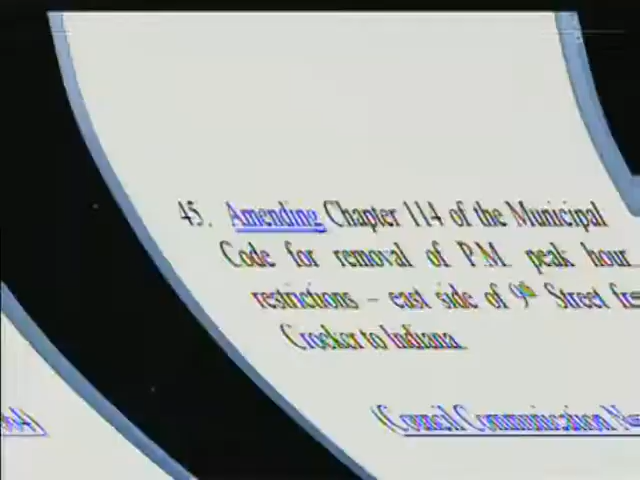 45. Amending Chapter 114 of the Municipal
Code for removal of P.M. peak hour
restrictions – east side of 9th Street
Crocker to Indiana.
(Council Communication